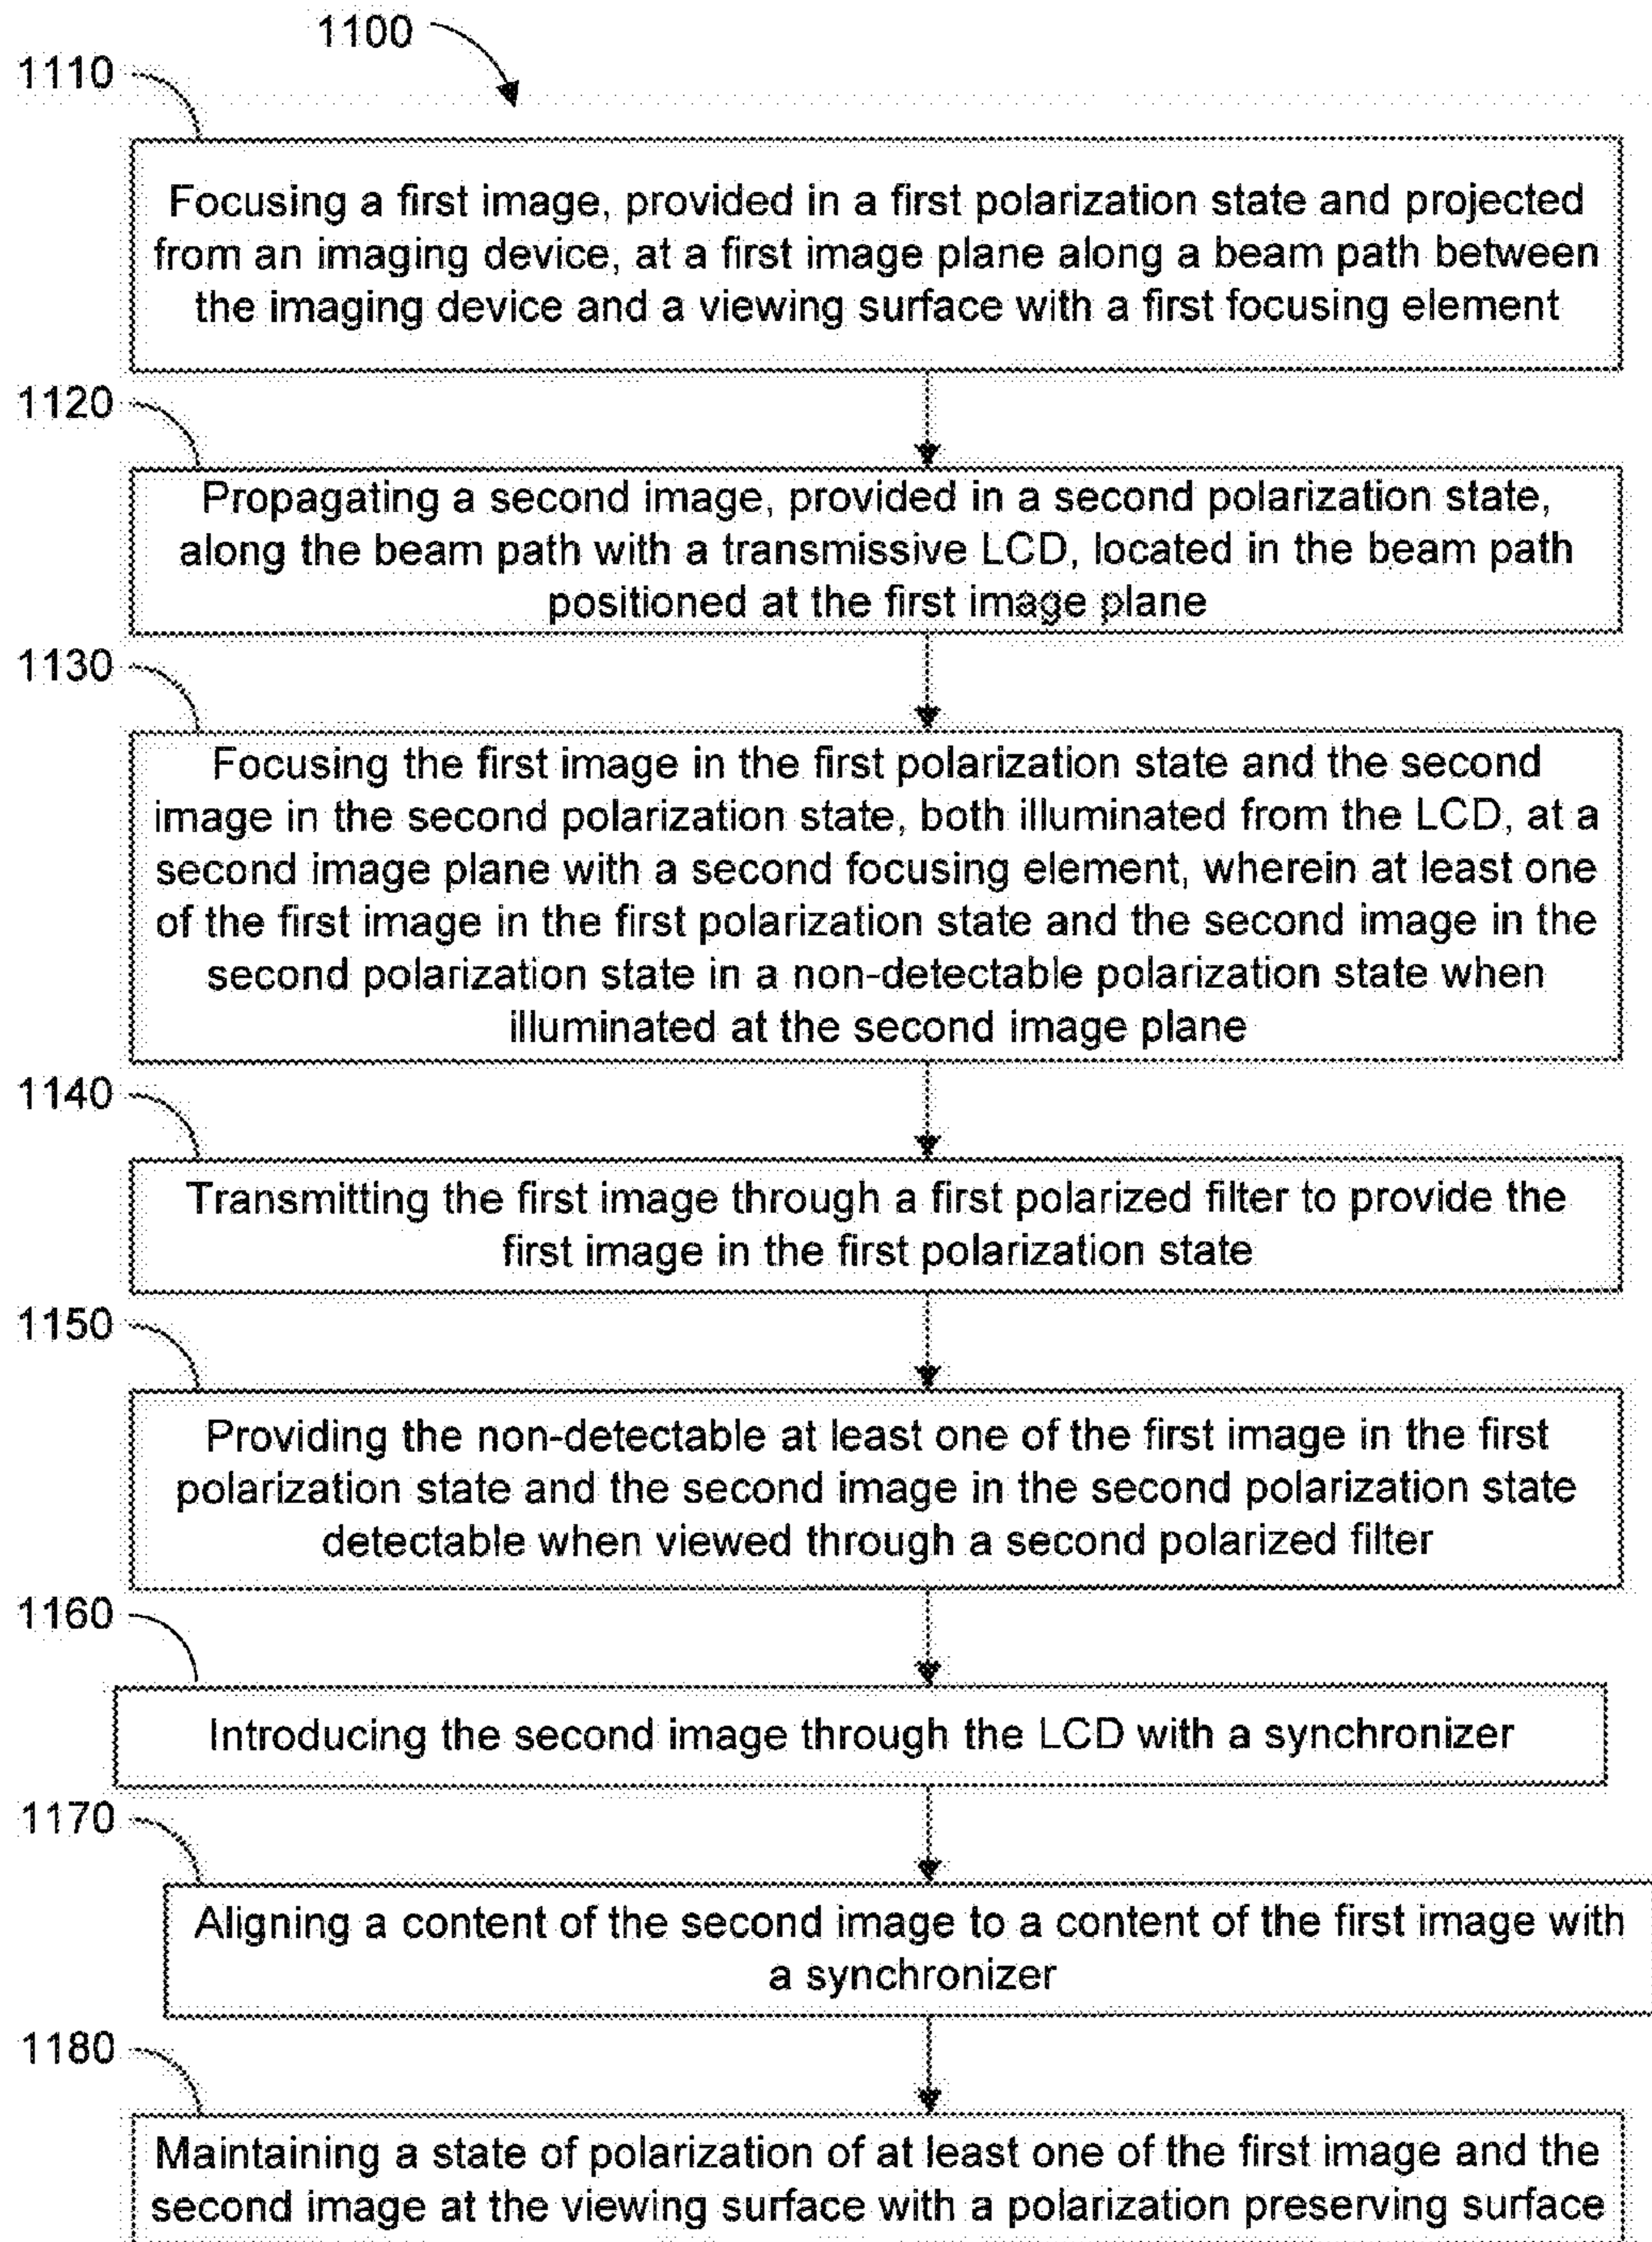 1100
1110
Focusing a first image, provided in a first polarization state and projected
from an imaging device, at a first image plane along a beam path between
the imaging device and a viewing surface with a first focusing element
1120
Propagating a second image, provided in a second polarization state,
along the beam path with a transmissive LCD, located in the beam path
positioned at the first image plane
1130
Focusing the first image in the first polarization state and the second
image in the second polarization state, both illuminated from the LCD, at a
second image plane with a second focusing element, wherein at least one
of the first image in the first polarization state and the second image in the
second polarization state in a non-detectable polarization state when
illuminated at the second image plane
1140
Transmitting the first image through a first polarized filter to provide the
first image in the first polarization state
1150
Providing the non-detectable at least one of the first image in the first
polarization state and the second image in the second polarization state
detectable when viewed through a second polarized filter
1160
Introducing the second image through the LCD with a synchronizer
1170
Aligning a content of the second image to a content of the first image with
a synchronizer
1180
Maintaining a state of polarization of at least one of the first image and the
second image at the viewing surface with a polarization preserving surface